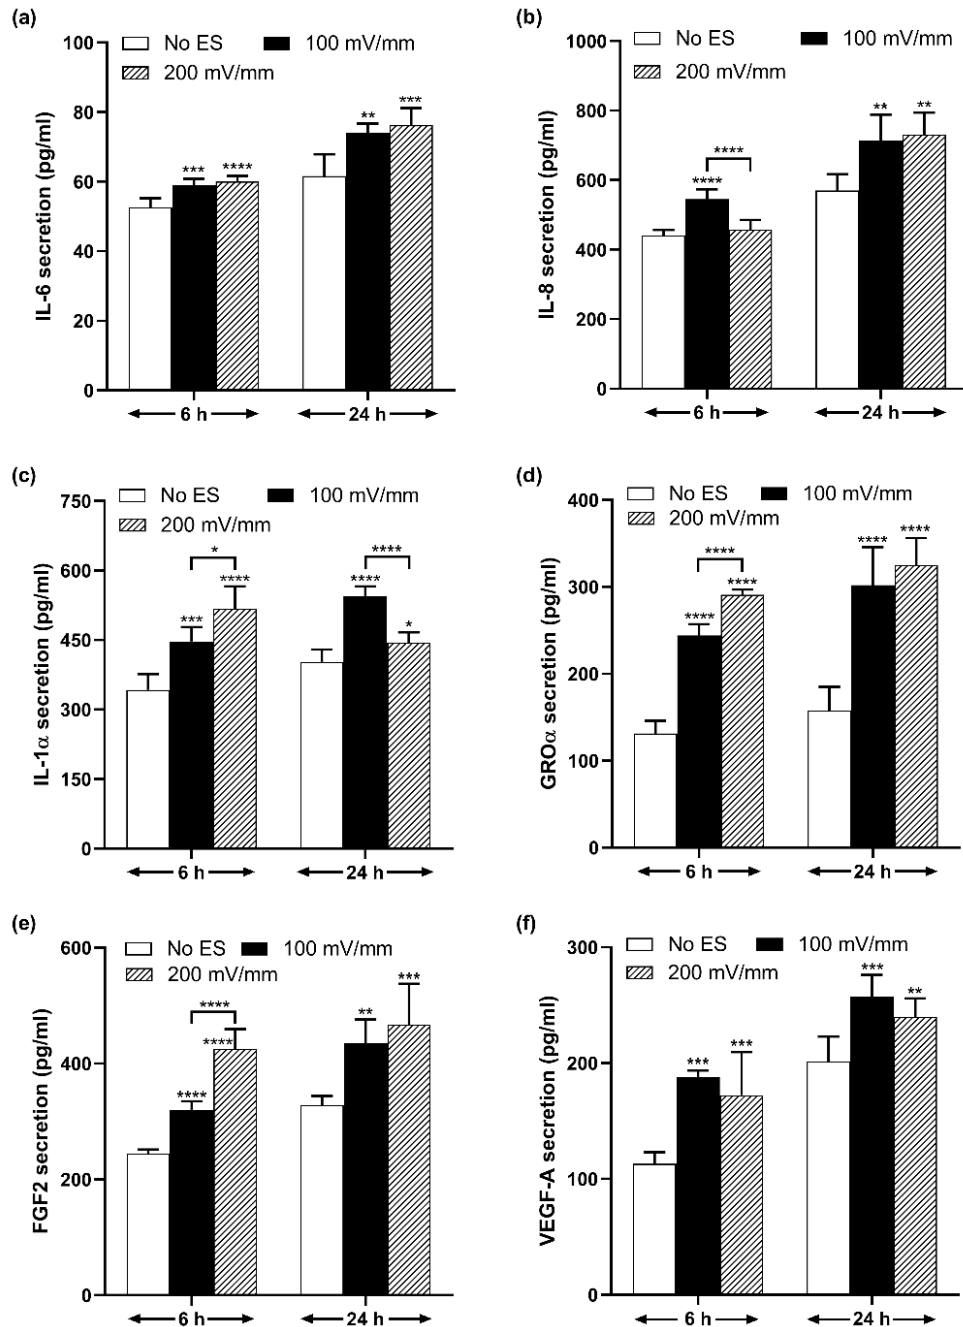 (a)
No ES 100 mV/mm
200 mV/mm
IL-6 secretion (pg/ml)
100
80
60
40
20
0
*** ****
** ***
6 h 24 h
(b)
No ES 100 mV/mm
200 mV/mm
IL-8 secretion (pg/ml)
1000
800
600
400
200
0
****
****
** **
6 h 24 h
(c)
No ES 100 mV/mm
200 mV/mm
IL-1α secretion (pg/ml)
750
600
450
300
150
0
*
*** ****
****
**** *
6 h 24 h
(d)
No ES 100 mV/mm
200 mV/mm
GROα secretion (pg/ml)
400
300
200
100
0
****
**** ****
**** ****
6 h 24 h
(e)
No ES 100 mV/mm
200 mV/mm
FGF2 secretion (pg/ml)
600
400
200
0
****
**** ****
** ***
6 h 24 h
(f)
No ES 100 mV/mm
200 mV/mm
VEGF-A secretion (pg/ml)
300
200
100
0
*** ***
*** **
6 h 24 h